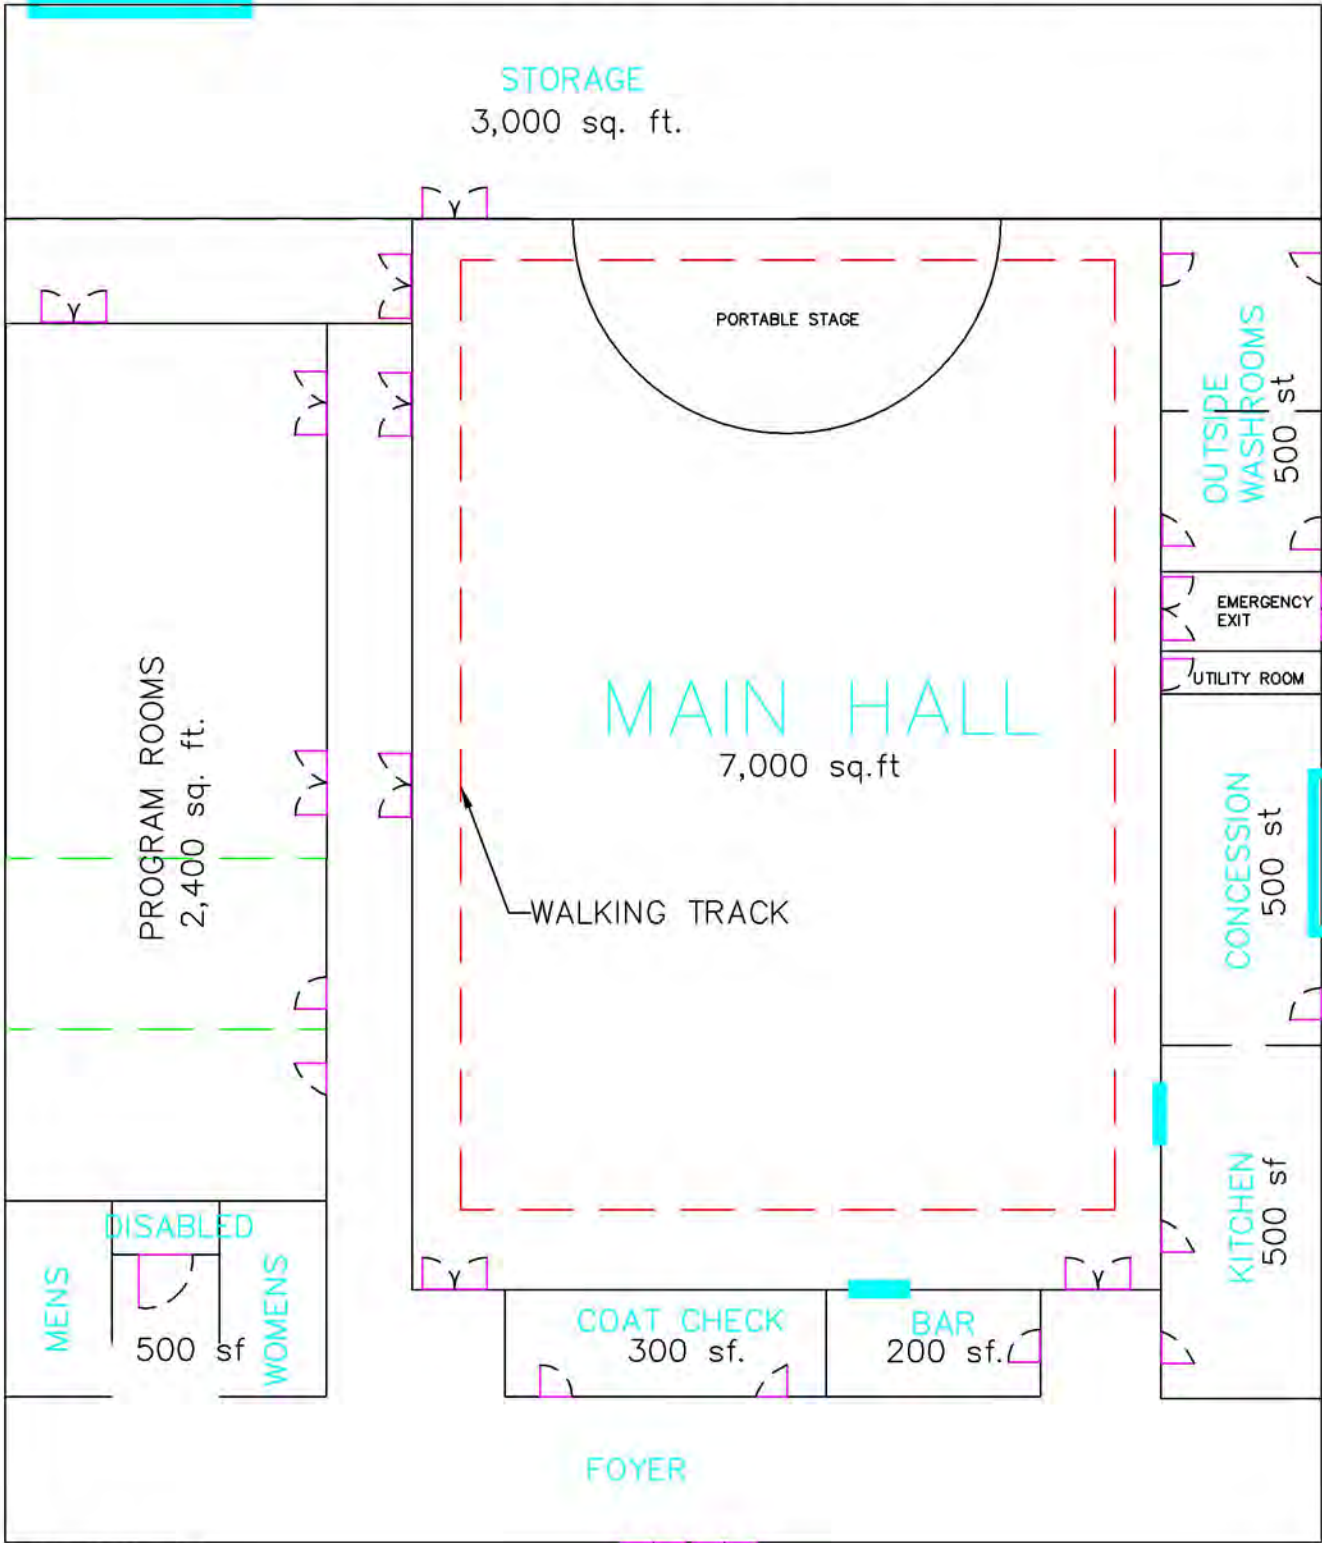 STORAGE
3,000 sq. ft.
PORTABLE STAGE
OUTSIDE
WASHROOMS
500 st
EMERGENCY
EXIT
UTILITY ROOM
PROGRAM ROOMS
2,400 sq. ft.
MAIN HALL
7,000 sq.ft
WALKING TRACK
CONCESSION
500 st
KITCHEN
500 sf
DISABLED
MENS
WOMENS
500 sf
COAT CHECK
300 sf.
BAR
200 sf.
FOYER